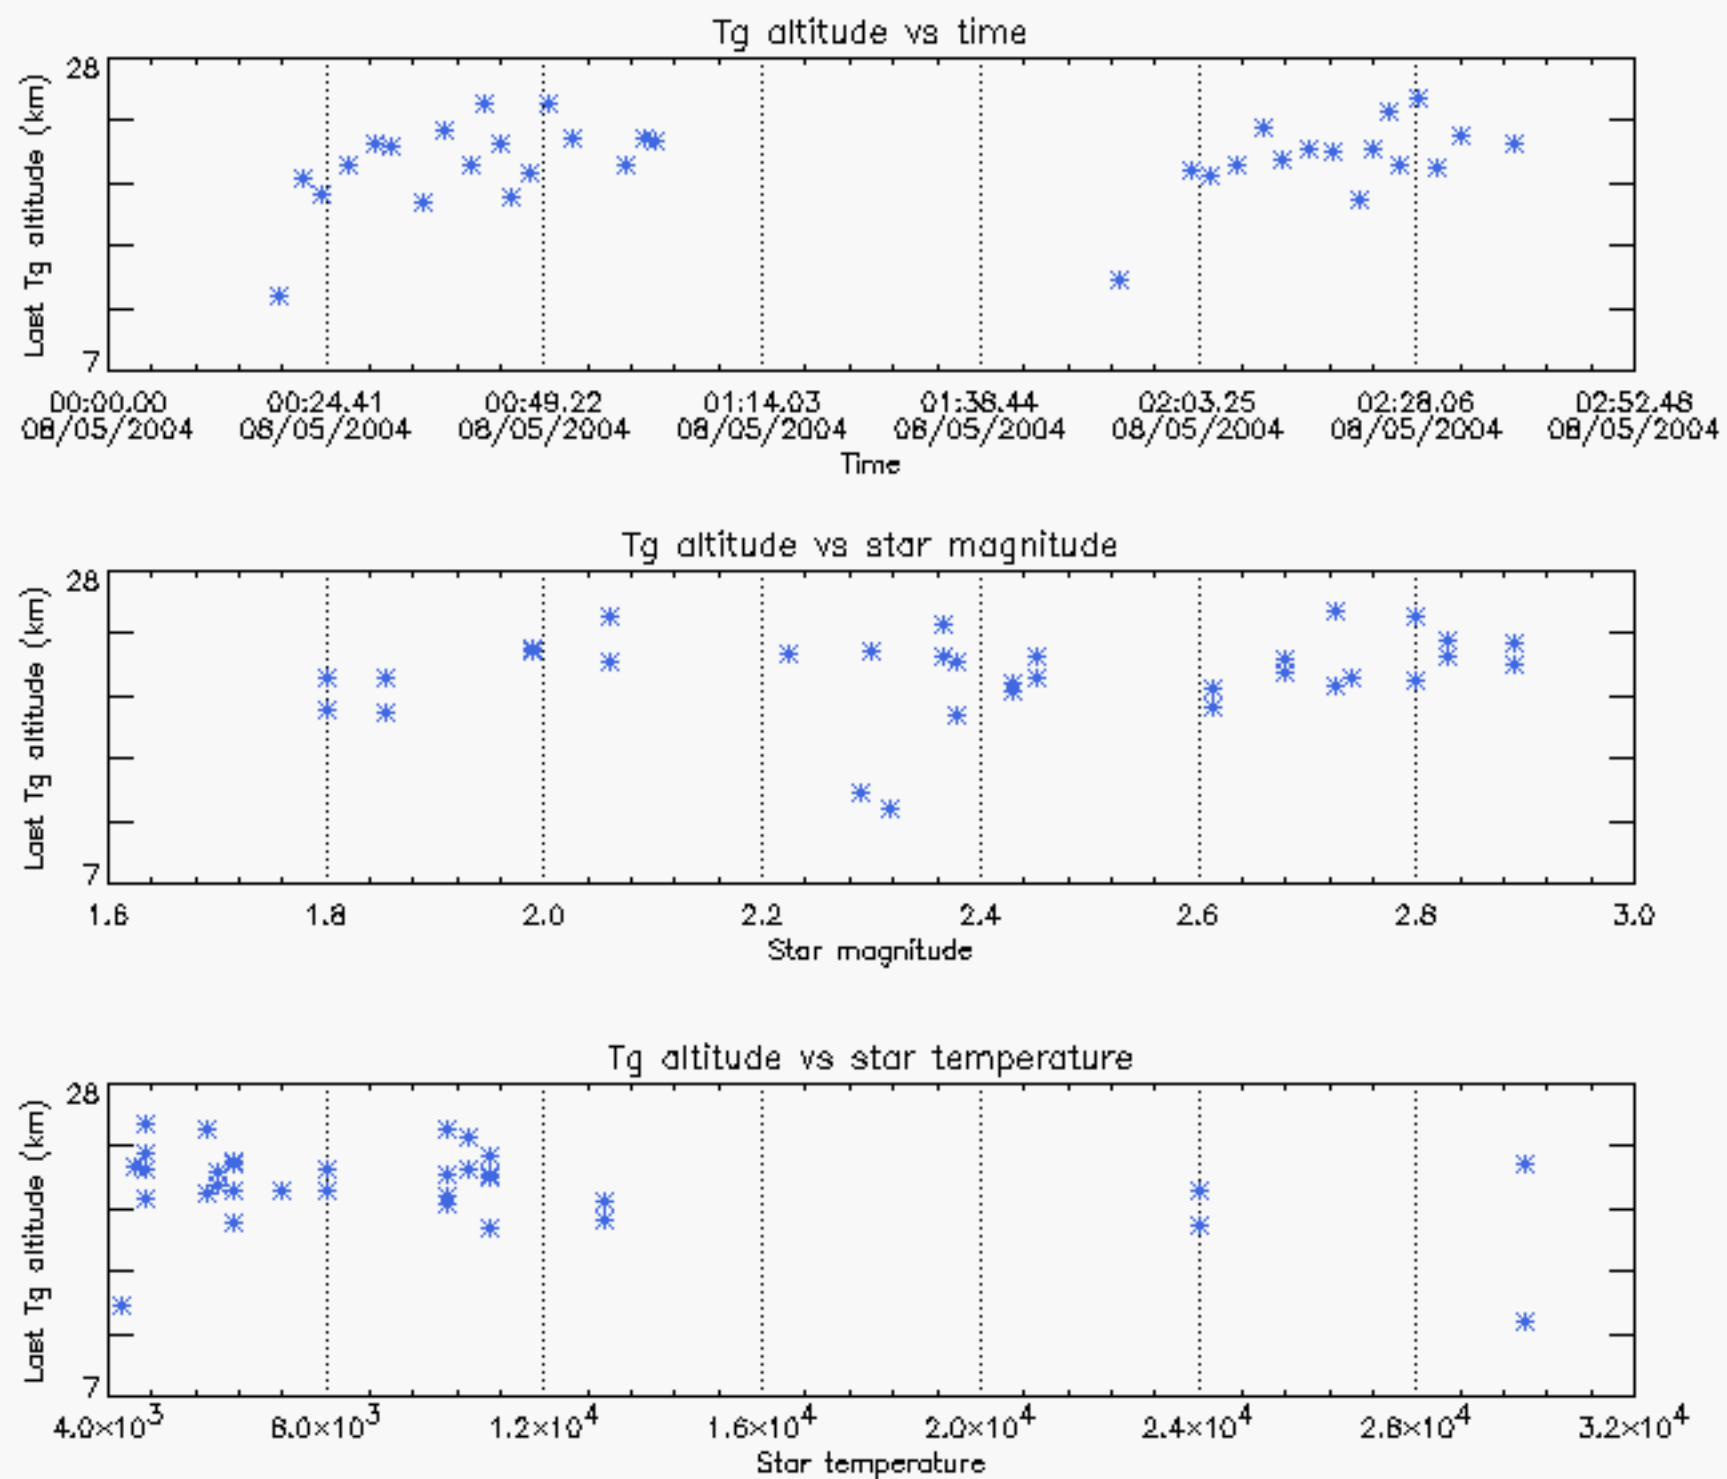 Tg altitude vs time
28
Last Tg altitude (km)
7
00:00.00 00:24.41 00:49.22 01:14.03 01:38.44 02:03.25 02:28.06 02:52.48
08/05/2004 08/05/2004 08/05/2004 08/05/2004 08/05/2004 08/05/2004 08/05/2004 08/05/2004
Time
Tg altitude vs star magnitude
28
Last Tg altitude (km)
7
1.6 1.8 2.0 2.2 2.4 2.6 2.8 3.0
Star magnitude
Tg altitude vs star temperature
28
Last Tg altitude (km)
7
4.0×10³ 8.0×10³ 1.2×10⁴ 1.6×10⁴ 2.0×10⁴ 2.4×10⁴ 2.8×10⁴ 3.2×10⁴
Star temperature